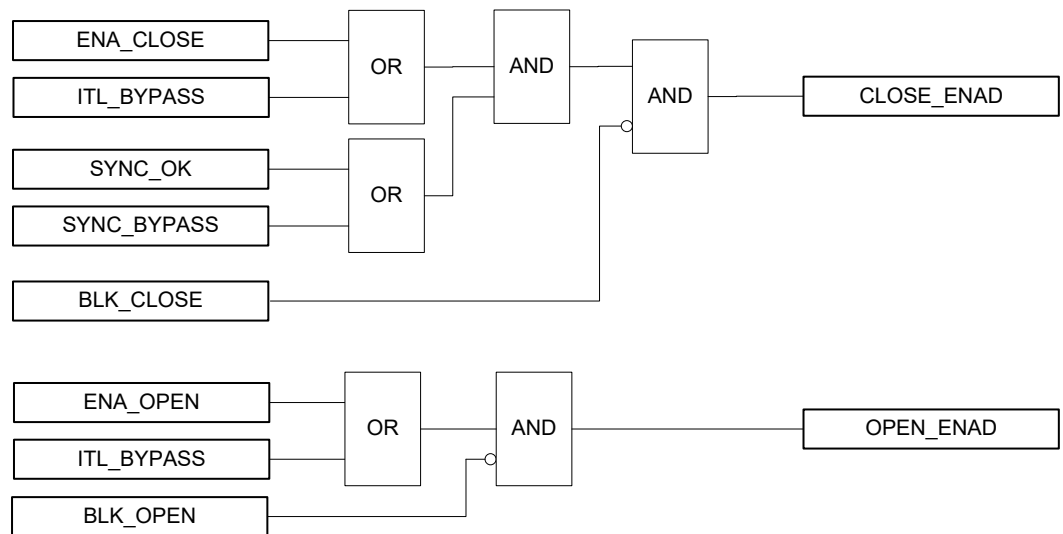 ENA_CLOSE
OR
AND
ITL_BYPASS
AND
CLOSE_ENAD
SYNC_OK
OR
SYNC_BYPASS
BLK_CLOSE
ENA_OPEN
OR
AND
OPEN_ENAD
ITL_BYPASS
BLK_OPEN